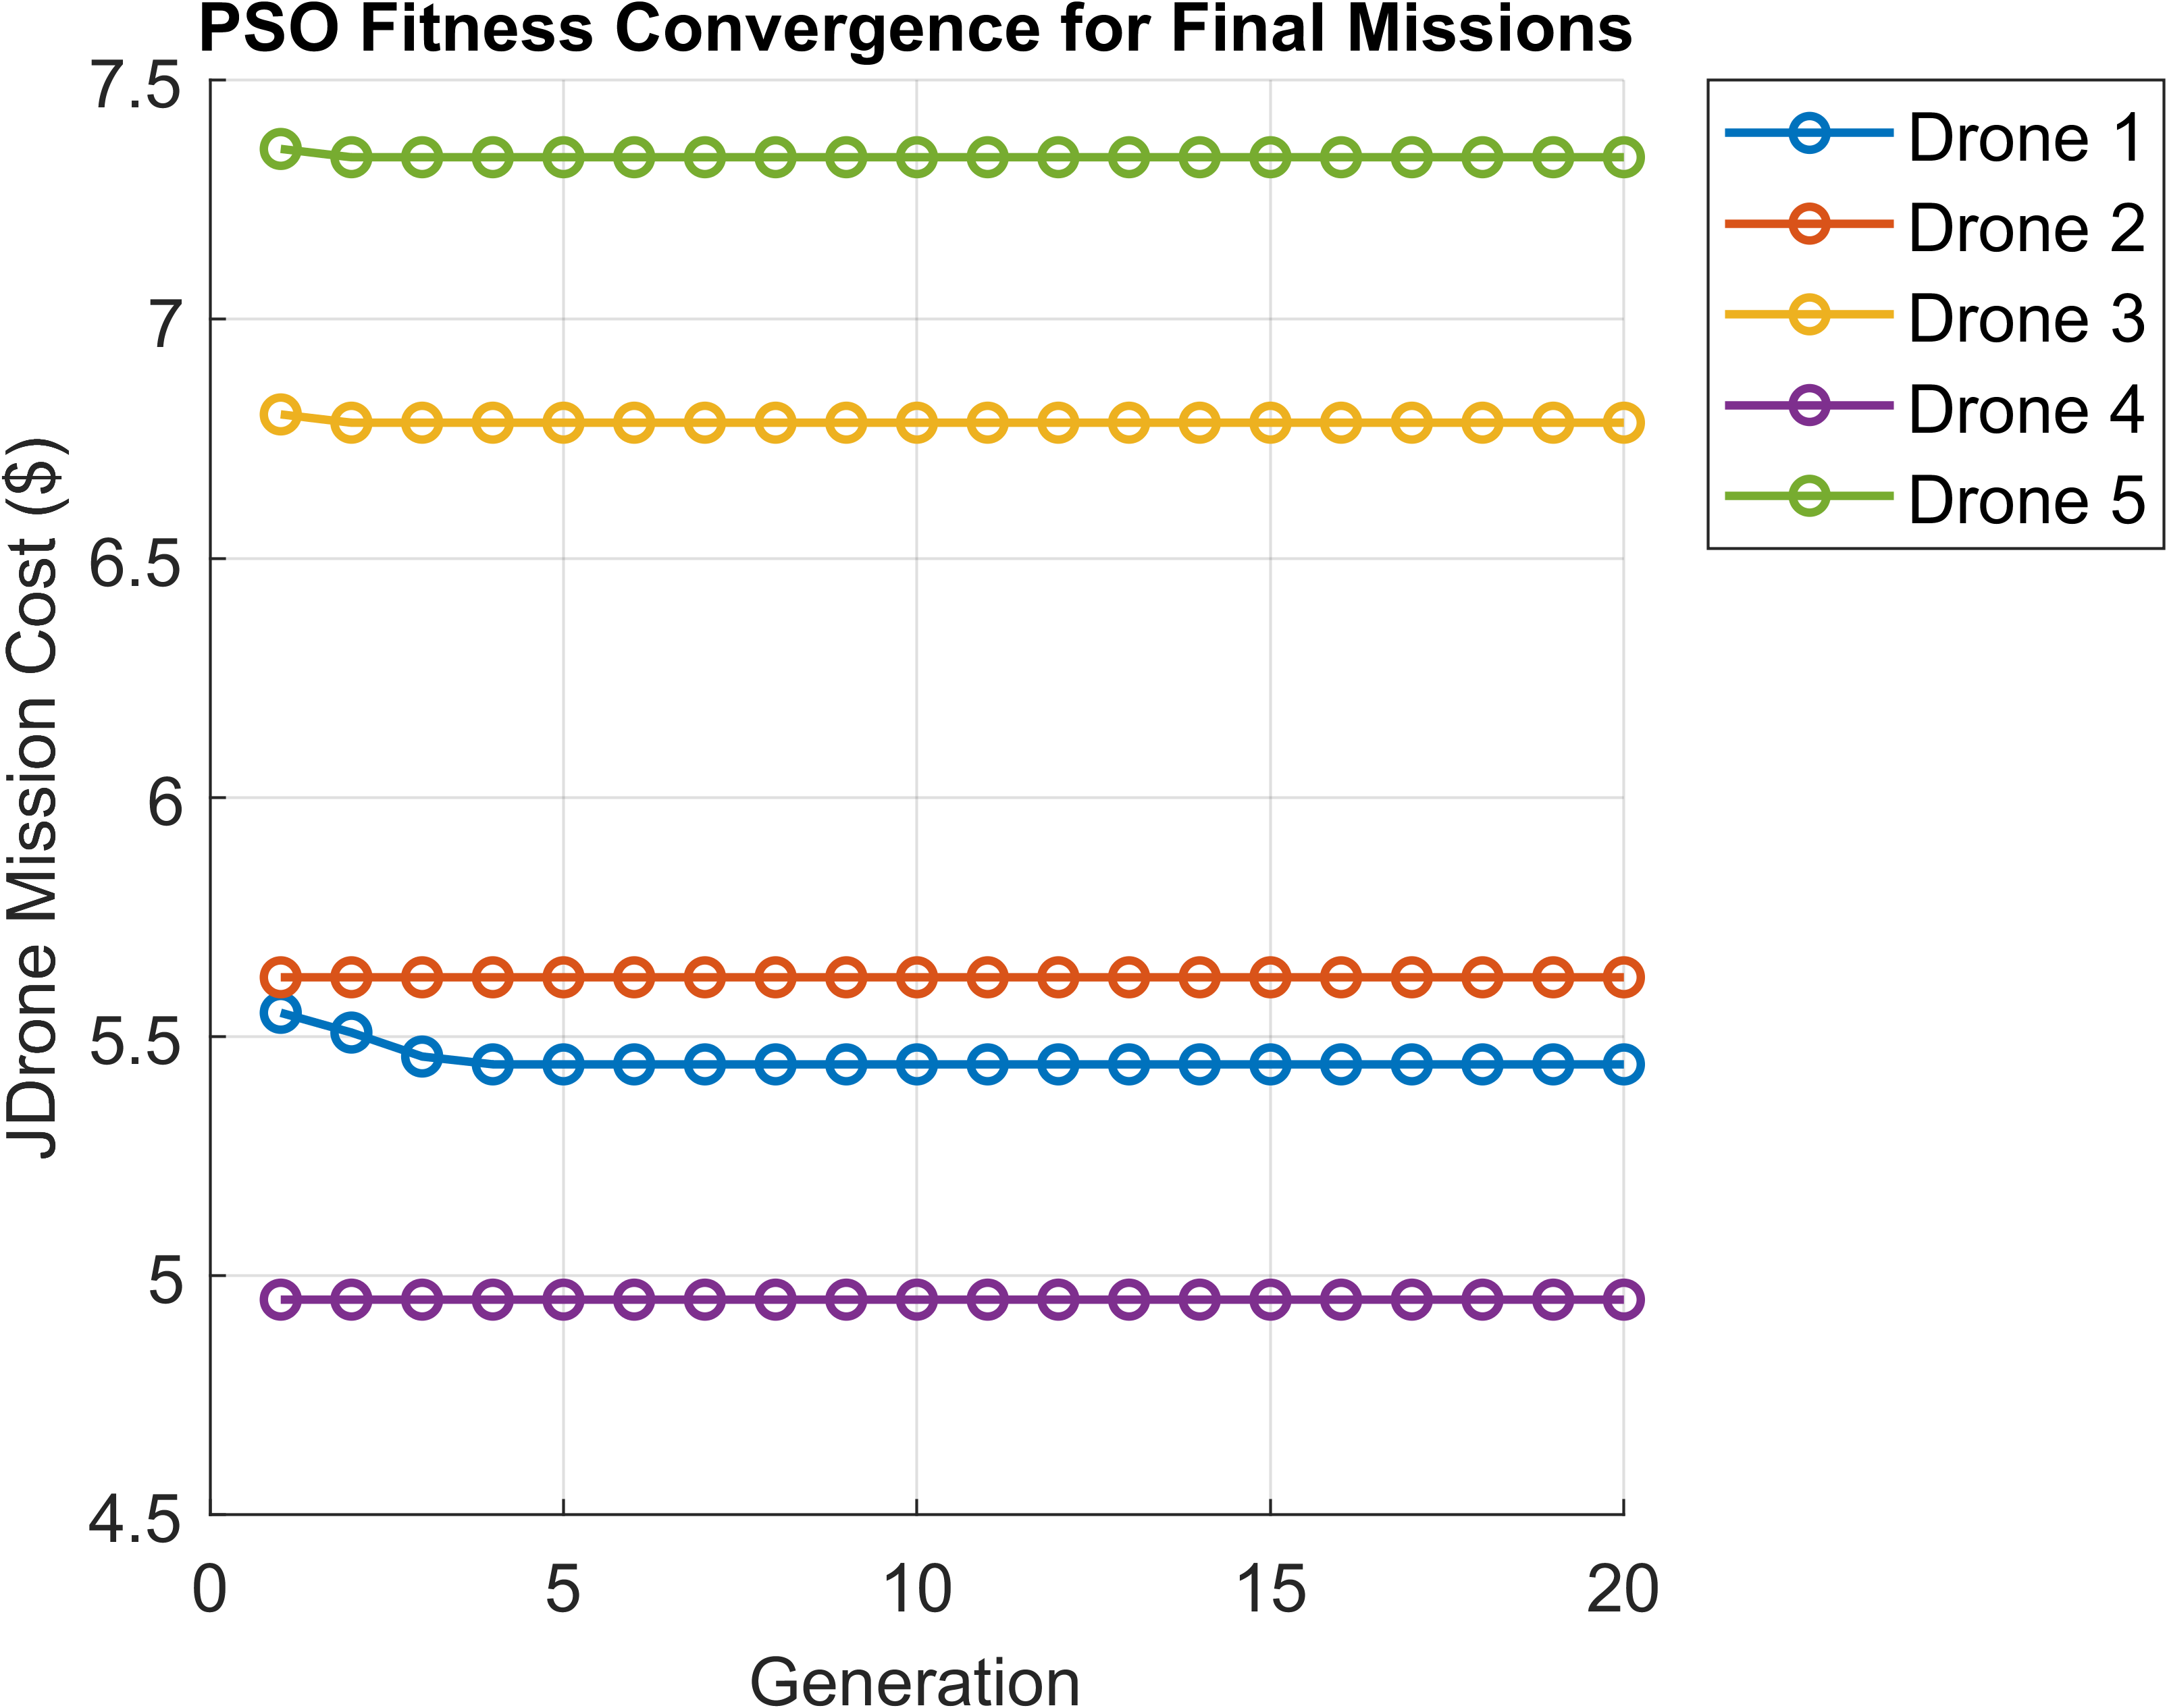 PSO Fitness Convergence for Final Missions
7.5
7
6.5
6
5.5
5
4.5
JDrone Mission Cost ($)
0 5 10 15 20
Generation
Drone 1
Drone 2
Drone 3
Drone 4
Drone 5